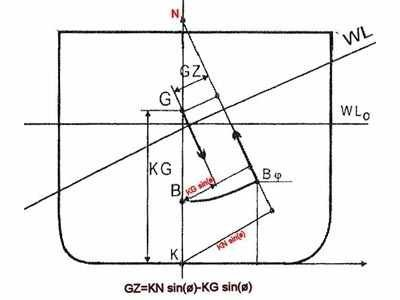 N
WL
GZ
G
WL₀
KG
B
KG sin(ø)
Bφ
KN sin(ø)
K
GZ=KN sin(ø)-KG sin(ø)